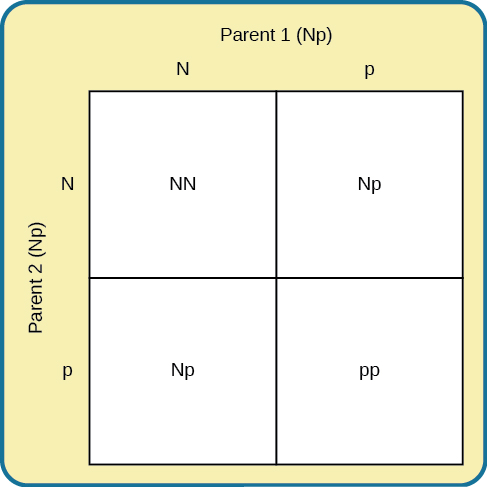 Parent 1 (Np)
N p
Parent 2 (Np)
N NN Np
p Np pp